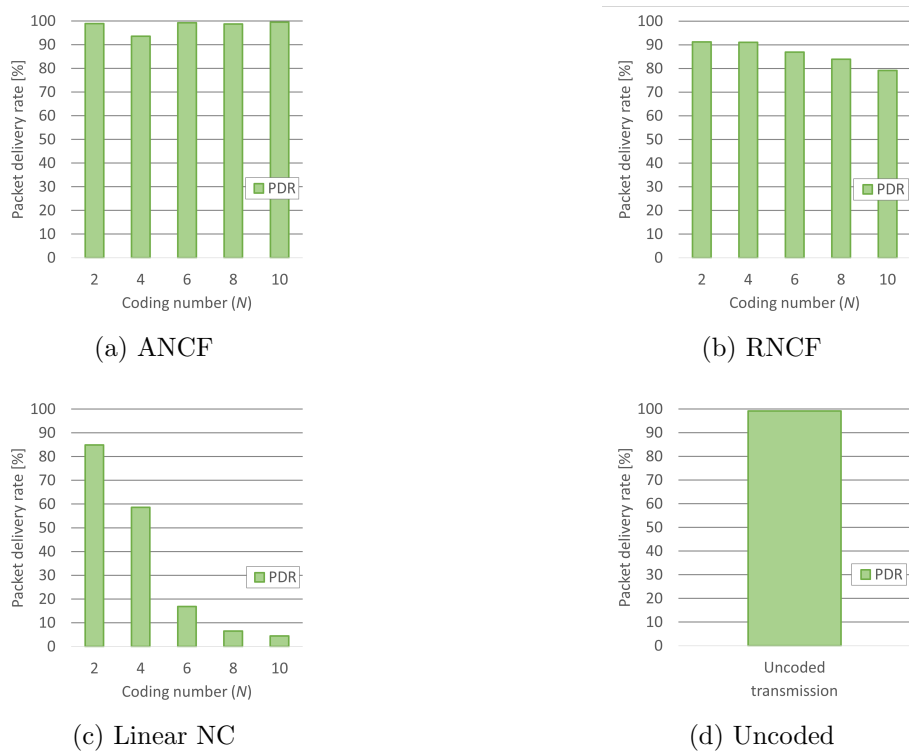 100
90
80
70
60
50
40
30
20
10
0
Packet delivery rate [%]
PDR
2 4 6 8 10
Coding number (N)
(a) ANCF
100
90
80
70
60
50
40
30
20
10
0
Packet delivery rate [%]
PDR
2 4 6 8 10
Coding number (N)
(b) RNCF
100
90
80
70
60
50
40
30
20
10
0
Packet delivery rate [%]
PDR
2 4 6 8 10
Coding number (N)
(c) Linear NC
100
90
80
70
60
50
40
30
20
10
0
Packet delivery rate [%]
PDR
Uncoded
transmission
(d) Uncoded